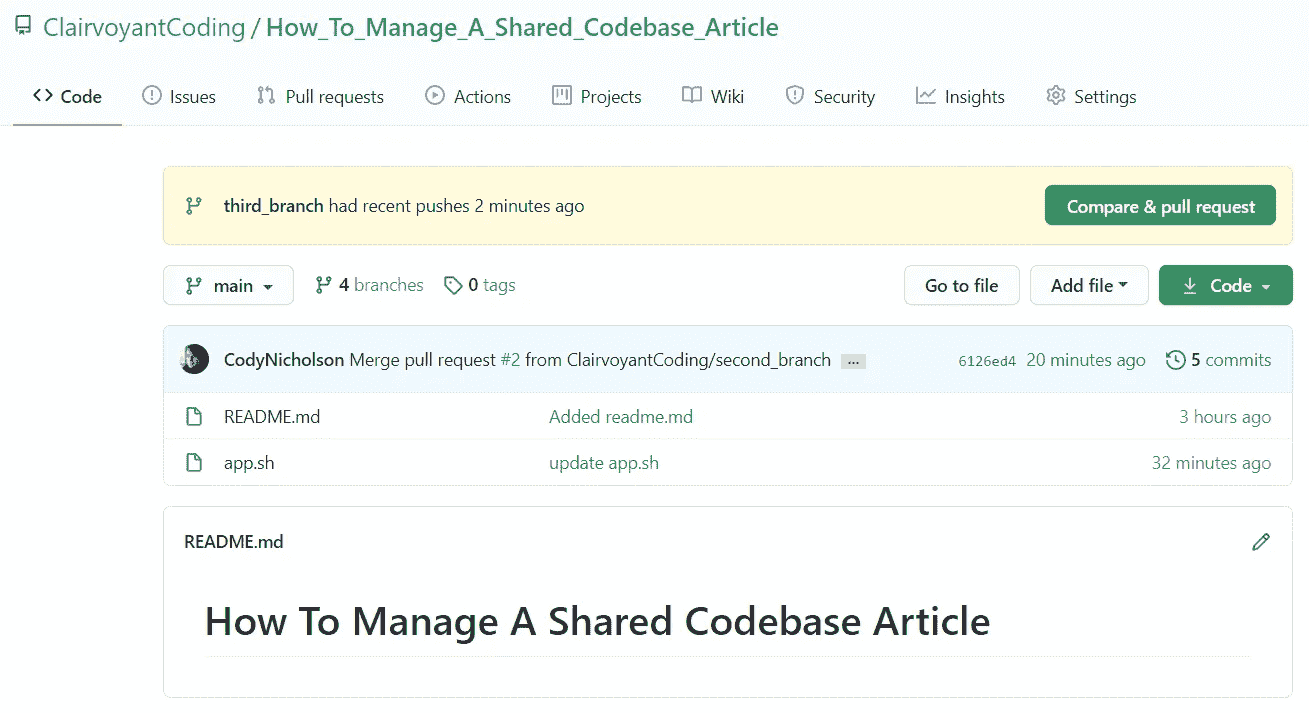 ClairvoyantCoding / How_To_Manage_A_Shared_Codebase_Article
Code Issues Pull requests Actions Projects Wiki Security Insights Settings
third_branch had recent pushes 2 minutes ago Compare & pull request
main 4 branches 0 tags Go to file Add file Code
CodyNicholson Merge pull request #2 from ClairvoyantCoding/second_branch ... 6126ed4 20 minutes ago 5 commits
README.md Added readme.md 3 hours ago
app.sh update app.sh 32 minutes ago
README.md
How To Manage A Shared Codebase Article